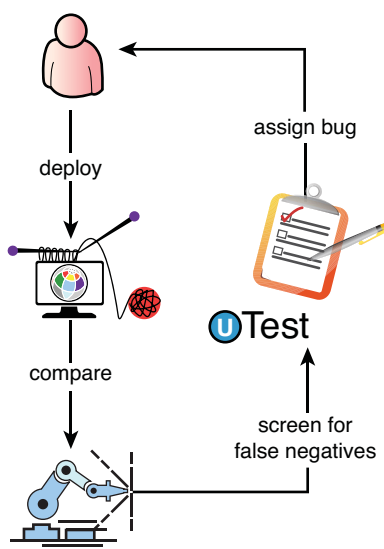 assign bug
deploy
UTest
compare
screen for
false negatives